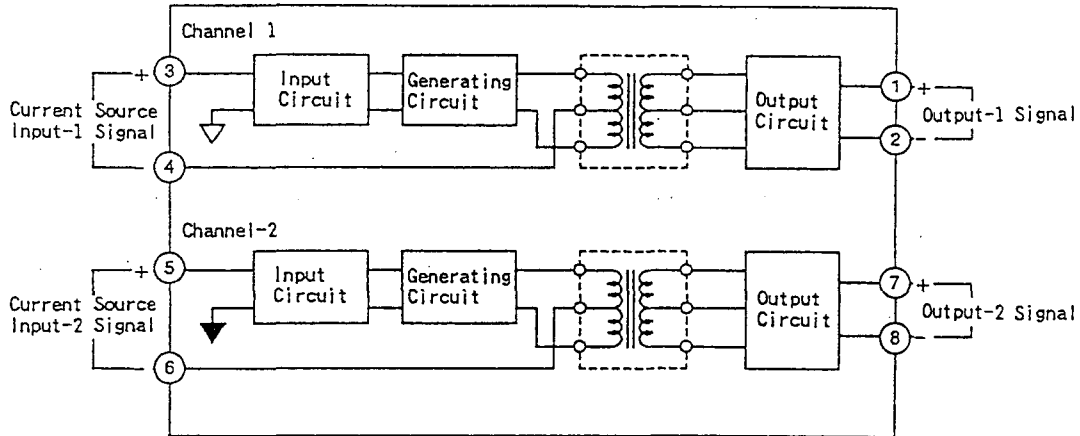 Channel 1
3
+
Current Source
Input-1 Signal
-
4
Input
Circuit
Generating
Circuit
Output
Circuit
1
+
Output-1 Signal
2
-
Channel-2
5
+
Current Source
Input-2 Signal
-
6
Input
Circuit
Generating
Circuit
Output
Circuit
7
+
Output-2 Signal
8
-